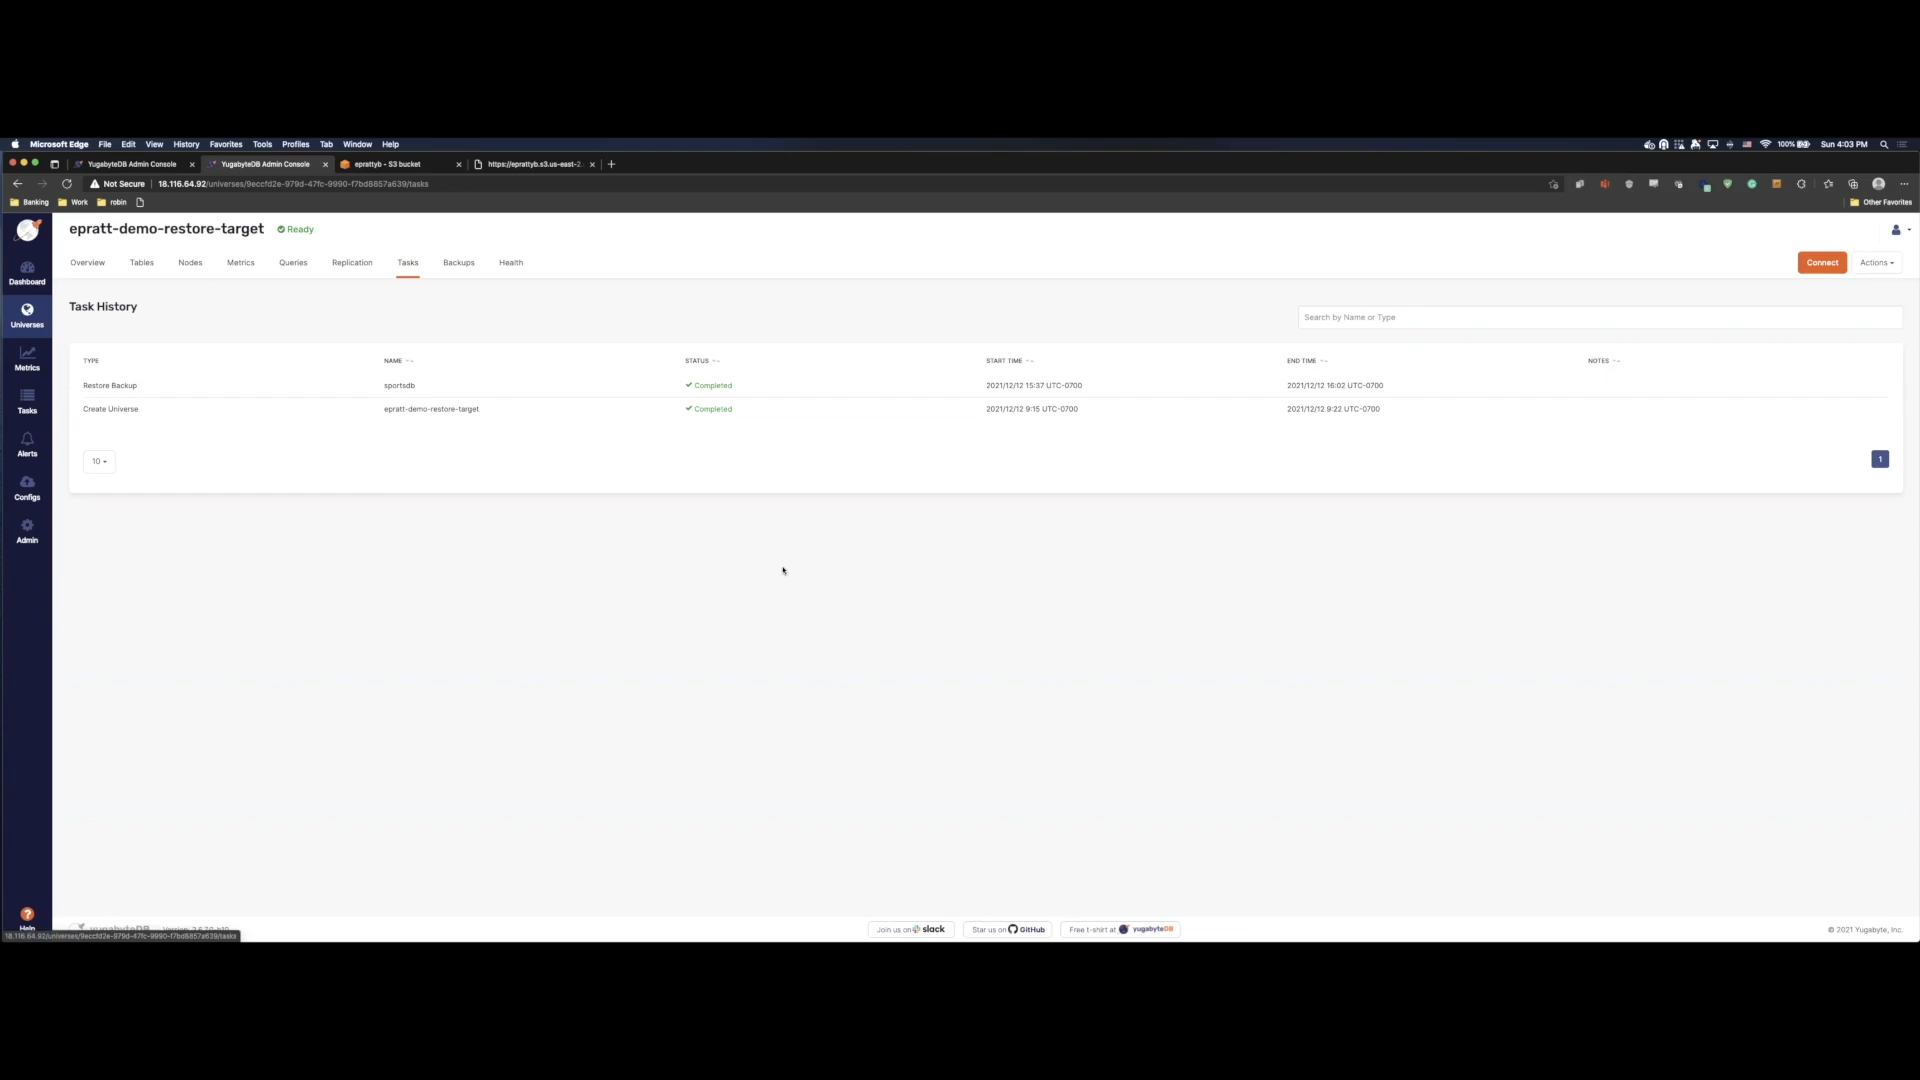 Microsoft Edge File Edit View History Favorites Tools Profiles Tab Window Help 100% Sun 4:03 PM
YugabyteDB Admin Console YugabyteDB Admin Console eprattyb - S3 bucket https://eprattyb.s3.us-east-2.
Not Secure 18.116.64.92/universes/9eccfd2e-979d-47fc-9990-f7bd8857a639/tasks
Banking Work robin Other Favorites
epratt-demo-restore-target Ready
Overview Tables Nodes Metrics Queries Replication Tasks Backups Health Connect Actions
Dashboard
Universes
Metrics
Tasks
Alerts
Configs
Admin
Help
Task History
Search by Name or Type
TYPE NAME STATUS START TIME END TIME NOTES
Restore Backup sportsdb Completed 2021/12/12 15:37 UTC-0700 2021/12/12 16:02 UTC-0700
Create Universe epratt-demo-restore-target Completed 2021/12/12 9:15 UTC-0700 2021/12/12 9:22 UTC-0700
10 1
yugabyteDB Join us on slack Star us on GitHub Free t-shirt at yugabyteDB © 2021 Yugabyte, Inc.
18.116.64.92/universes/9eccfd2e-979d-47fc-9990-f7bd8857a639/tasks